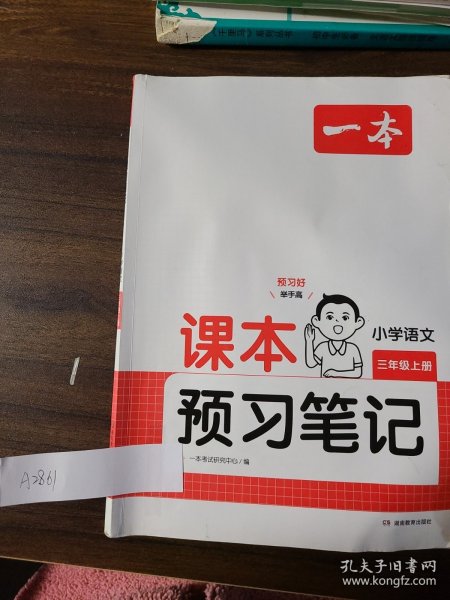 一本
预习好
举手高
课本
小学语文
三年级上册
预习笔记
一本考试研究中心/编
A2861
湖南教育出版社
孔夫子旧书网
www.kongfz.com